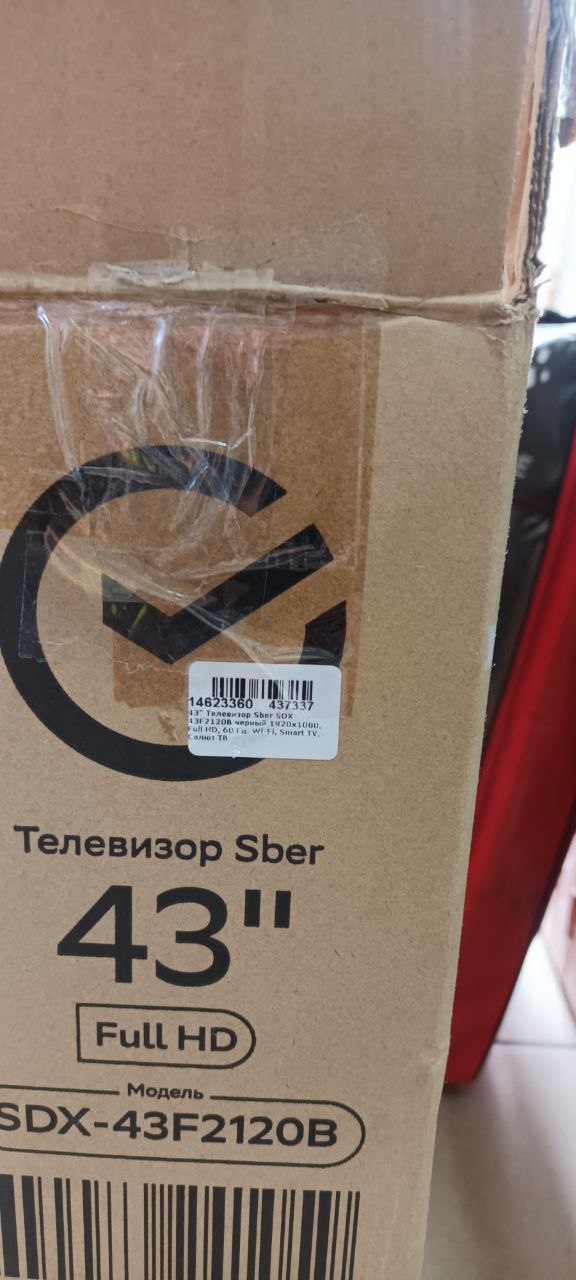 14623360 437337
43" Телевизор Sber SDX-
43F2120B черный 1920x1080,
Full HD, 60 Гц, Wi-Fi, Smart TV,
Салют ТВ
Телевизор Sber
43"
Full HD
Модель
SDX-43F2120B